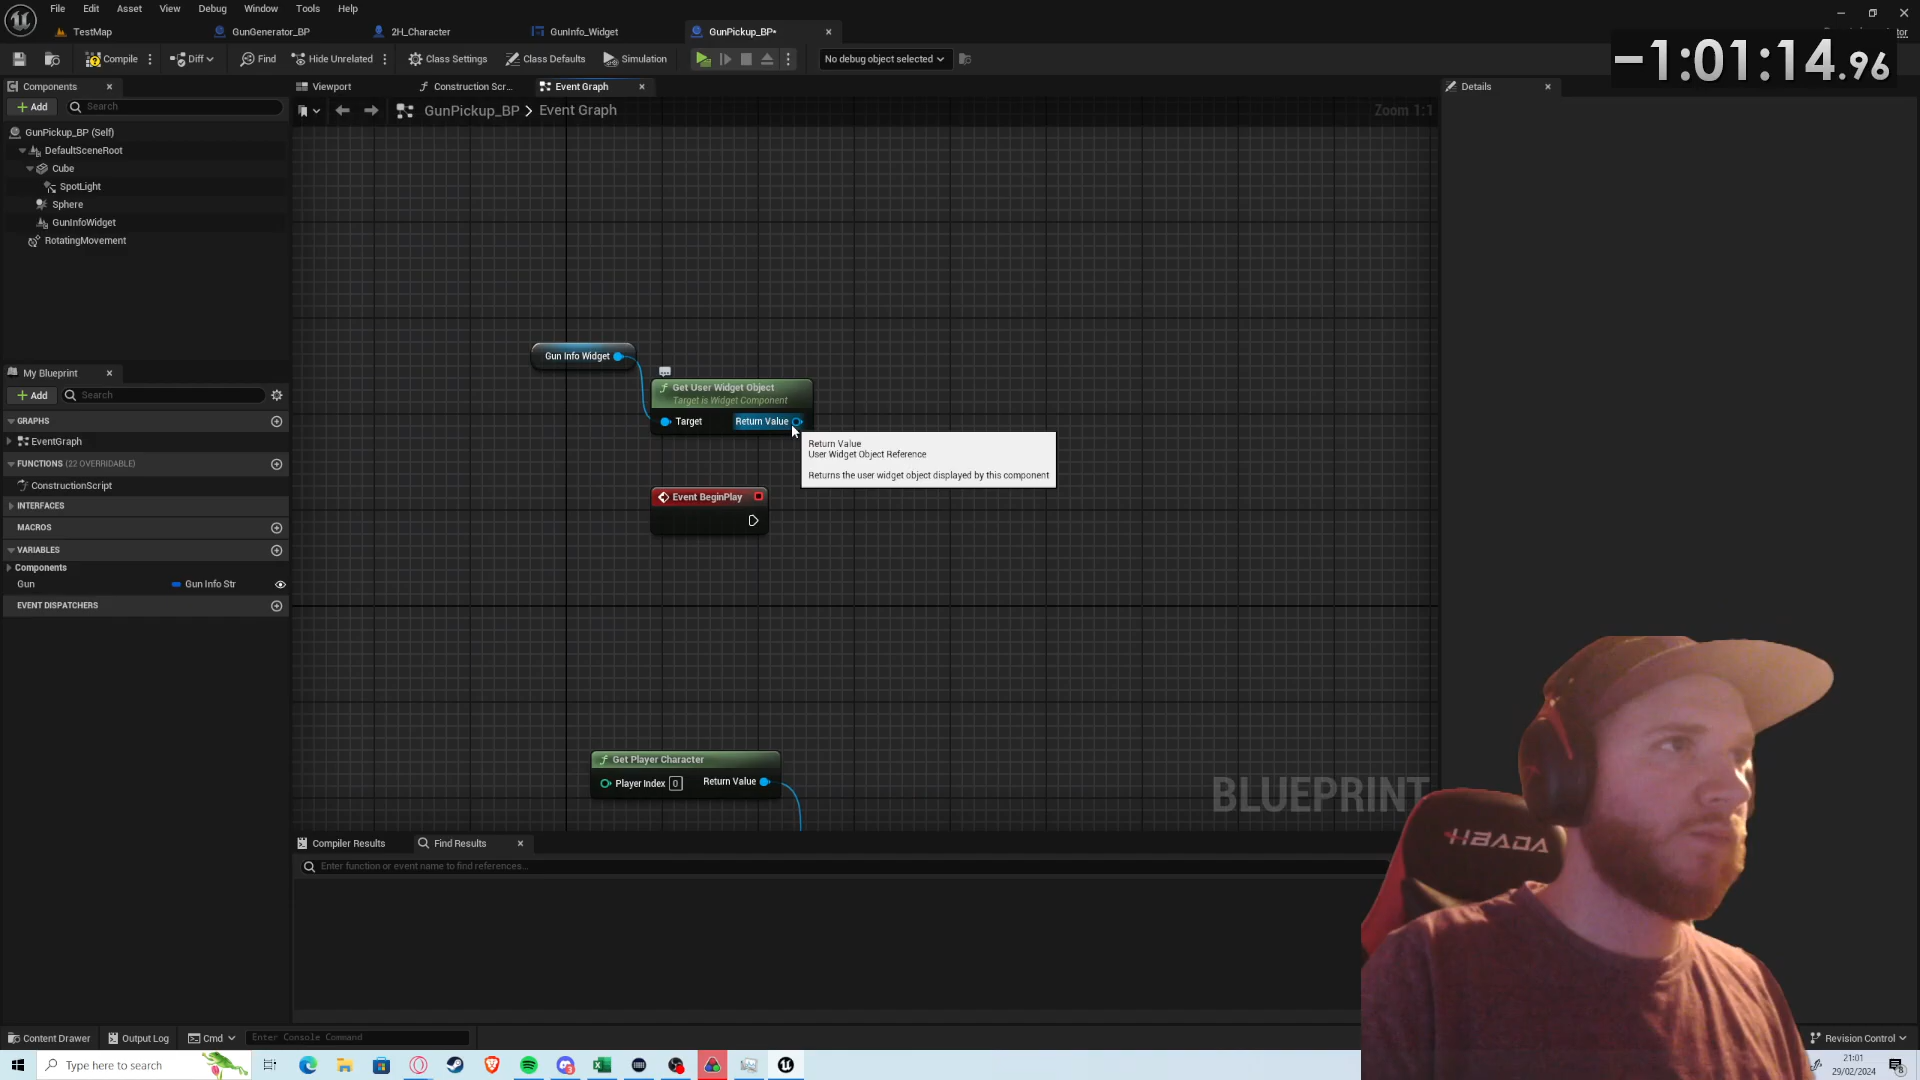 File Edit Asset View Debug Window Tools Help
TestMap GunGenerator_BP 2H_Character GunInfo_Widget GunPickup_BP*
Compile Diff Find Hide Unrelated Class Settings Class Defaults Simulation No debug object selected
-1:01:14.96
Components
Viewport Construction Scr... Event Graph Details
Add Search
GunPickup_BP > Event Graph Zoom 1:1
GunPickup_BP (Self)
DefaultSceneRoot
Cube
SpotLight
Sphere
GunInfoWidget
RotatingMovement
Gun Info Widget
Get User Widget Object
Target is Widget Component
Target Return Value
Return Value
User Widget Object Reference
Returns the user widget object displayed by this component
Event BeginPlay
Get Player Character
Player Index 0 Return Value
BLUEPRINT
My Blueprint
Add Search
GRAPHS
EventGraph
FUNCTIONS (22 OVERRIDABLE)
ConstructionScript
INTERFACES
MACROS
VARIABLES
Components
Gun Gun Info Str
EVENT DISPATCHERS
Compiler Results Find Results
Enter function or event name to find references...
HBADA
Content Drawer Output Log Cmd Enter Console Command Revision Control
Type here to search
21:01
29/02/2024